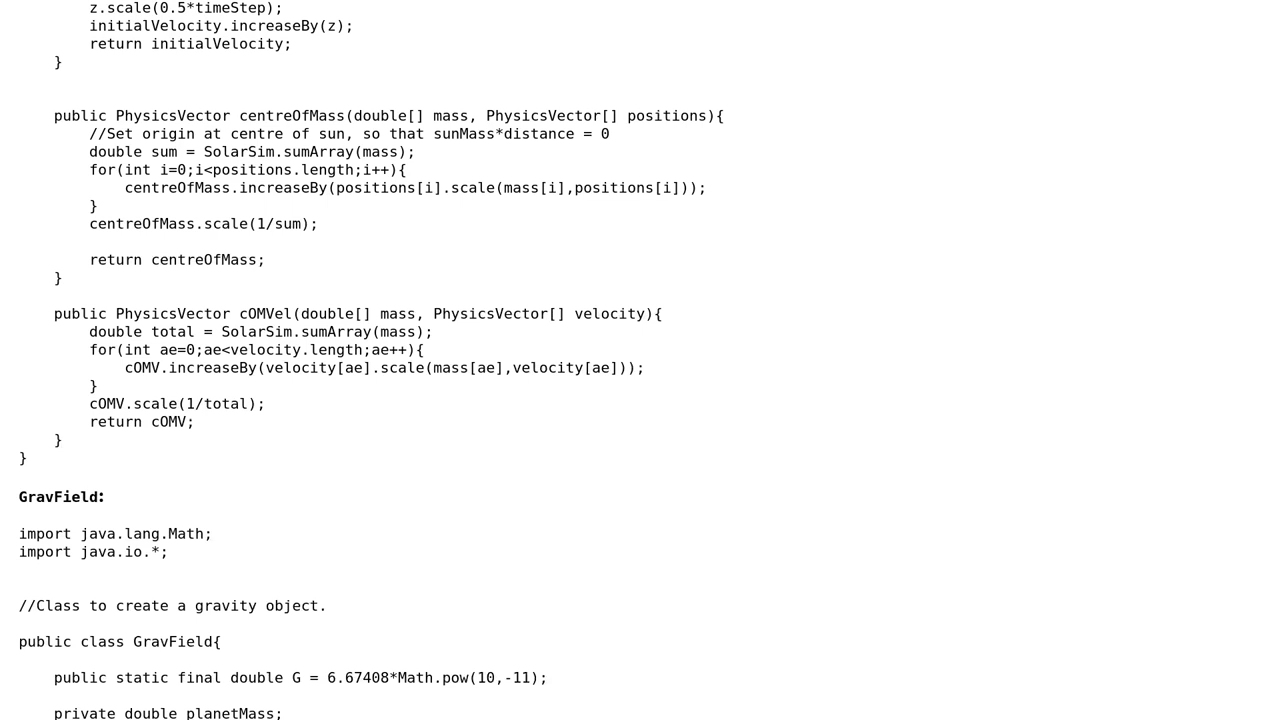 z.scale(0.5*timeStep);
        initialVelocity.increaseBy(z);
        return initialVelocity;
    }
    public PhysicsVector centreOfMass(double[] mass, PhysicsVector[] positions){
        //Set origin at centre of sun, so that sunMass*distance = 0
        double sum = SolarSim.sumArray(mass);
        for(int i=0;i<positions.length;i++){
            centreOfMass.increaseBy(positions[i].scale(mass[i],positions[i]));
        }
        centreOfMass.scale(1/sum);
        return centreOfMass;
    }
    public PhysicsVector cOMVel(double[] mass, PhysicsVector[] velocity){
        double total = SolarSim.sumArray(mass);
        for(int ae=0;ae<velocity.length;ae++){
            cOMV.increaseBy(velocity[ae].scale(mass[ae],velocity[ae]));
        }
        cOMV.scale(1/total);
        return cOMV;
    }
}
GravField:
import java.lang.Math;
import java.io.*;
//Class to create a gravity object.
public class GravField{
    public static final double G = 6.67408*Math.pow(10,-11);
    private double planetMass;